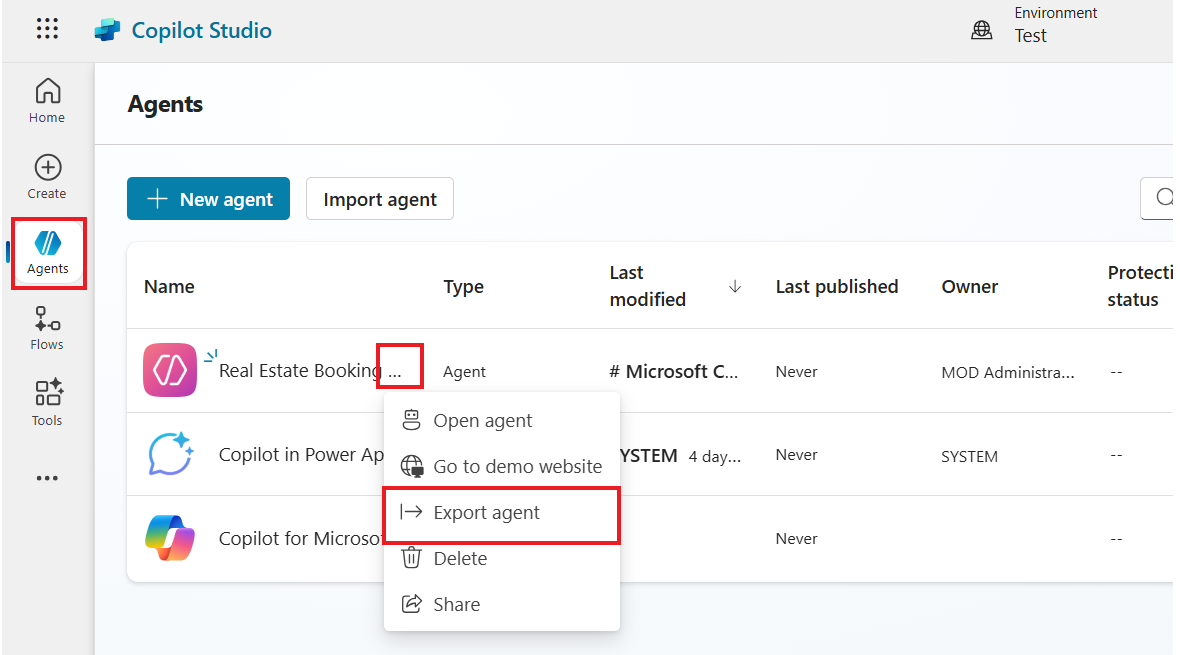 Copilot Studio
Environment
Test
Home
Create
Agents
Flows
Tools
Agents
New agent
Import agent
Name
Type
Last modified
Last published
Owner
Protecti
status
Real Estate Booking ...
Agent
# Microsoft C...
Never
MOD Administra...
--
Copilot in Power Ap
YSTEM 4 day...
Never
SYSTEM
--
Copilot for Microsof
Never
--
Open agent
Go to demo website
Export agent
Delete
Share